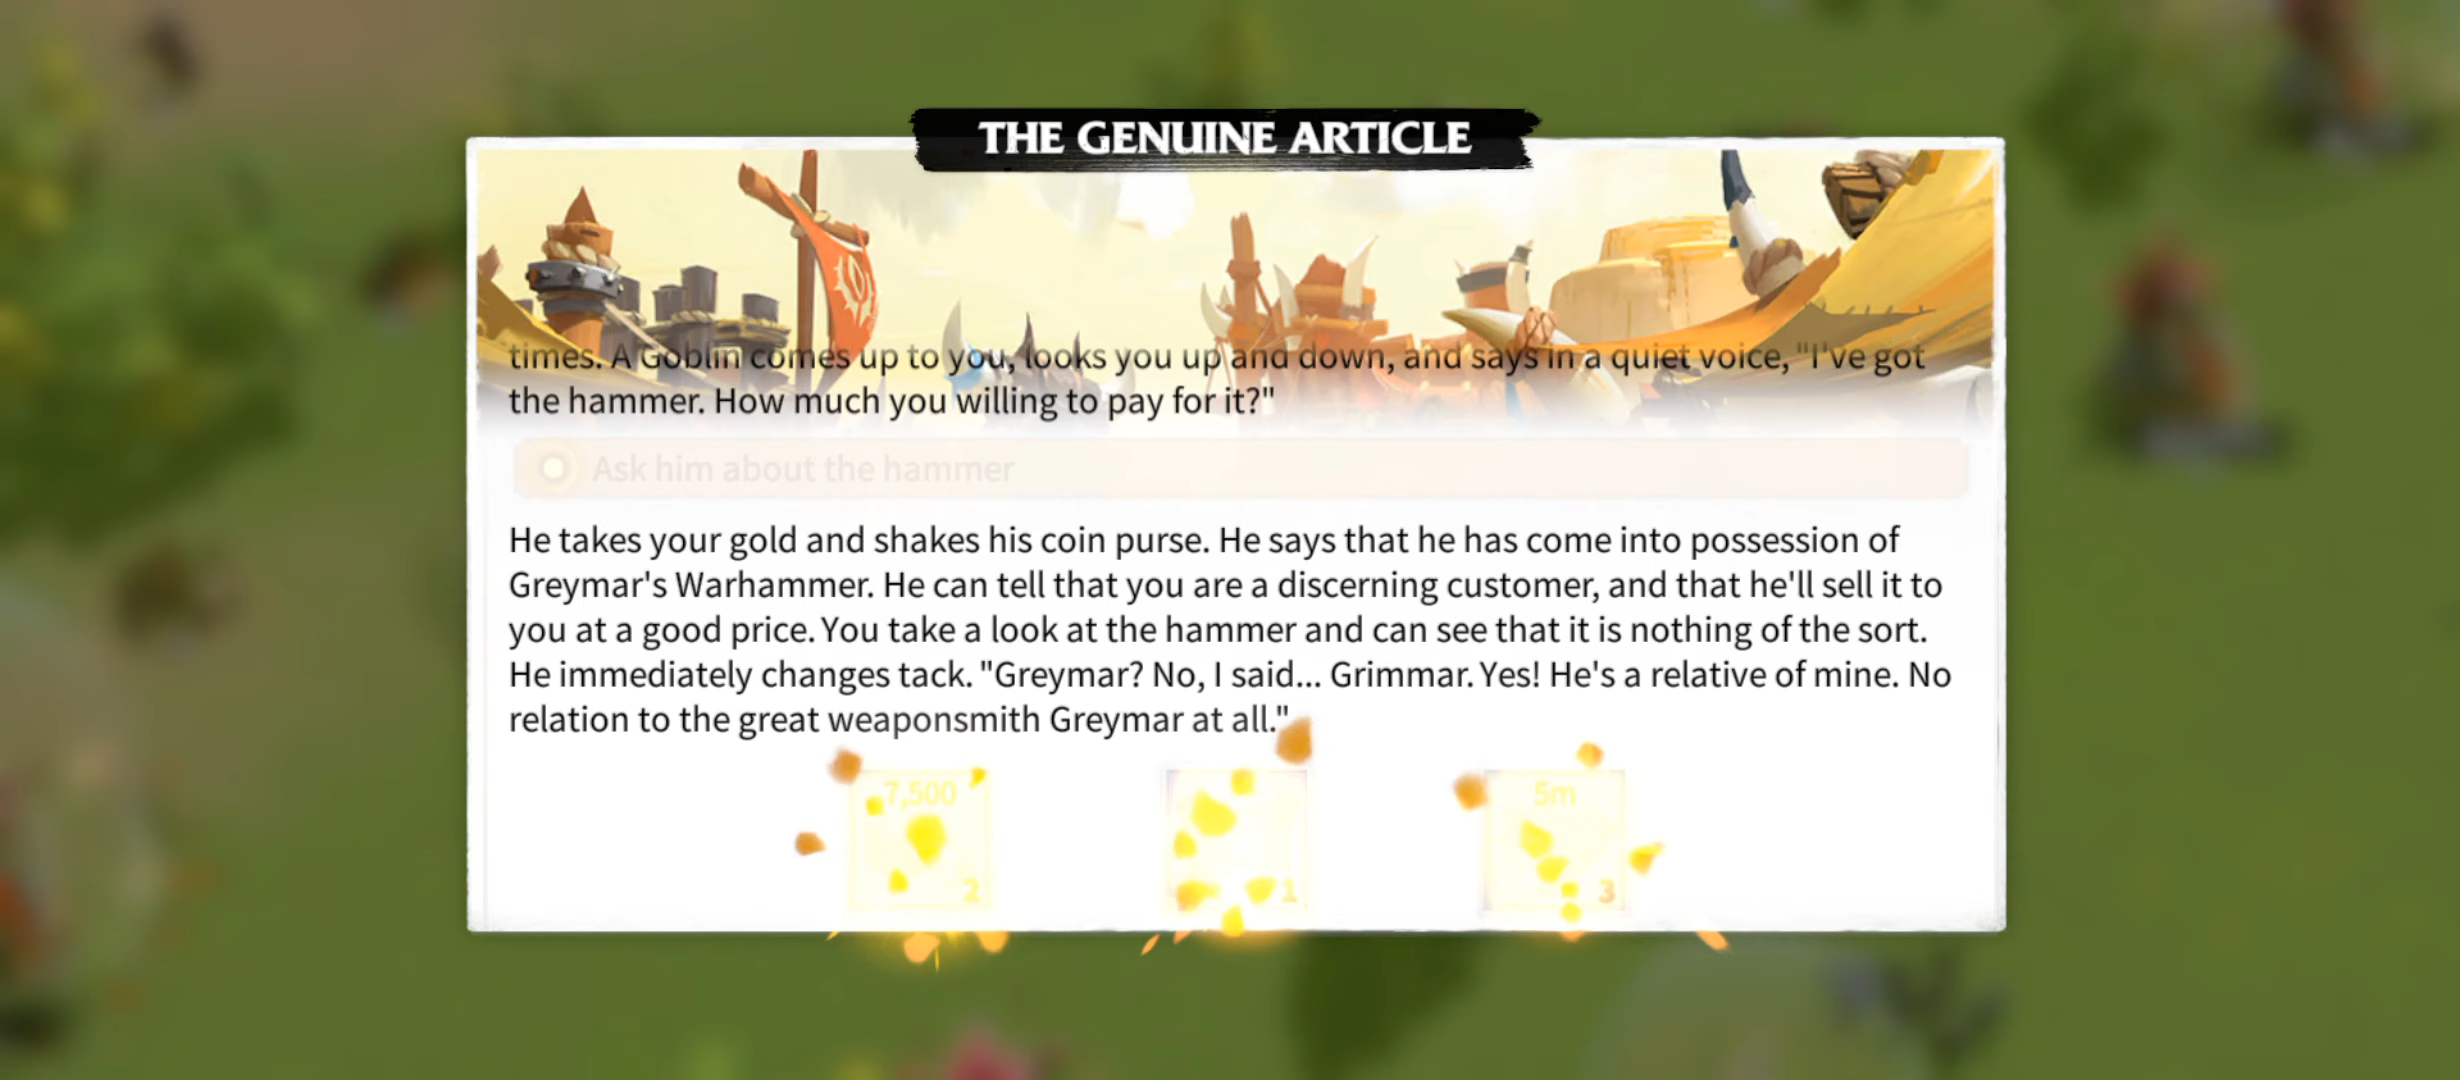 THE GENUINE ARTICLE
times. A Goblin comes up to you, looks you up and down, and says in a quiet voice, "I've got
the hammer. How much you willing to pay for it?"
Ask him about the hammer
He takes your gold and shakes his coin purse. He says that he has come into possession of
Greymar's Warhammer. He can tell that you are a discerning customer, and that he'll sell it to
you at a good price. You take a look at the hammer and can see that it is nothing of the sort.
He immediately changes tack. "Greymar? No, I said... Grimmar. Yes! He's a relative of mine. No
relation to the great weaponsmith Greymar at all."
7,500
2
1
5m
3